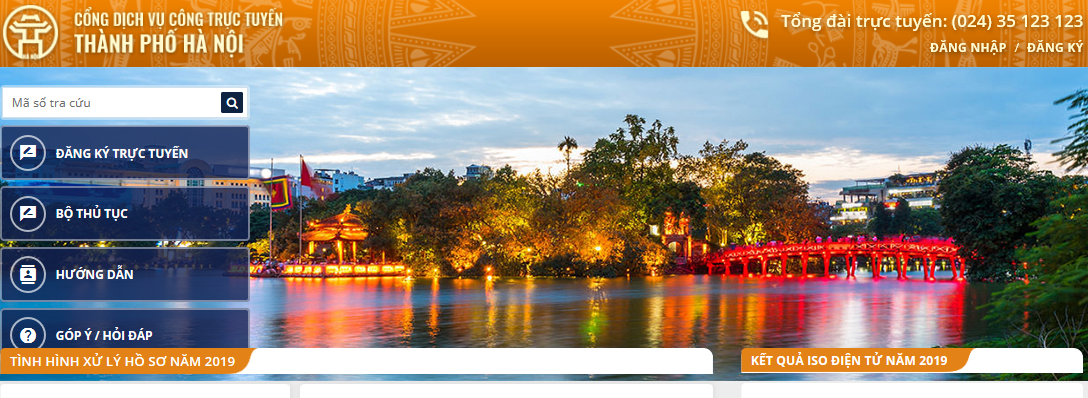 CỔNG DỊCH VỤ CÔNG TRỰC TUYẾN
THÀNH PHỐ HÀ NỘI
HÀ NỘI
Tổng đài trực tuyến: (024) 35 123 123
ĐĂNG NHẬP / ĐĂNG KÝ
Mã số tra cứu
ĐĂNG KÝ TRỰC TUYẾN
BỘ THỦ TỤC
HƯỚNG DẪN
GÓP Ý / HỎI ĐÁP
TÌNH HÌNH XỬ LÝ HỒ SƠ NĂM 2019
KẾT QUẢ ISO ĐIỆN TỬ NĂM 2019